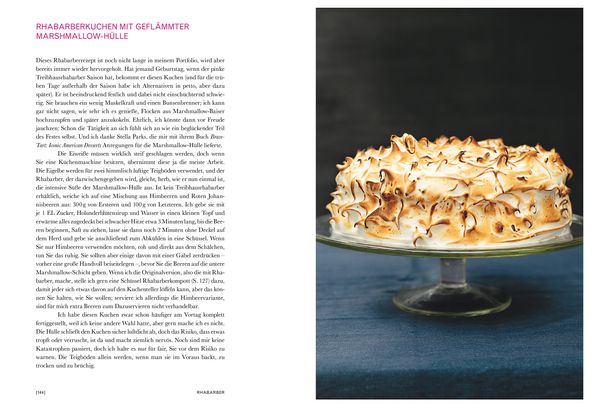 RHABARBERKUCHEN MIT GEFLÄMMTER
MARSHMALLOW-HÜLLE
Dieses Rhabarberrezept ist noch nicht lange in meinem Portfolio, wird aber
bereits immer wieder hervorgeholt. Hat jemand Geburtstag, wenn der pinke
Treibhausrhabarber Saison hat, bekommt er diesen Kuchen (und für die trü-
ben Tage außerhalb der Saison habe ich Alternativen in petto, aber dazu
später). Er ist beeindruckend festlich und dabei nicht einschüchternd schwie-
rig. Sie brauchen ein wenig Muskelkraft und einen Bunsenbrenner; ich kann
gar nicht sagen, wie sehr ich es genieße, Flocken aus Marshmallow-Baiser
hochzuzupfen und später anzukokeln. Ehrlich, ich könnte dann vor Freude
jauchzen: Schon die Tätigkeit an sich fühlt sich an wie ein beglückender Teil
des Festes selbst. Und ich danke Stella Parks, die mir mit ihrem Buch Brave-
Tart: Iconic American Desserts Anregungen für die Marshmallow-Hülle lieferte.
Die Eiweiße müssen wirklich steif geschlagen werden, doch wenn
Sie eine Küchenmaschine besitzen, übernimmt diese ja die meiste Arbeit.
Die Eigelbe werden für zwei himmlisch luftige Teigböden verwendet, und der
Rhabarber, der dazwischengegeben wird, gleicht, herb, wie er nun einmal ist,
die intensive Süße der Marshmallow-Hülle aus. Ist kein Treibhausrhabarber
erhältlich, weiche ich auf eine Mischung aus Himbeeren und Roten Johan-
nisbeeren aus: 300 g von Ersteren und 100 g von Letzteren. Ich gebe sie mit
je 1 EL Zucker, Holunderblütensirup und Wasser in einen kleinen Topf und
erwärme alles zugedeckt bei schwacher Hitze etwa 3 Minuten lang, bis die Bee-
ren beginnen, Saft zu ziehen, lasse sie dann noch 2 Minuten ohne Deckel auf
dem Herd und gebe sie anschließend zum Abkühlen in eine Schüssel. Wenn
Sie nur Himbeeren verwenden möchten, roh und direkt aus dem Schälchen,
tun Sie das ruhig. Sie sollten aber einige davon mit einer Gabel zerdrücken –
vorher eine große Handvoll beiseitelegen –, bevor Sie die Beeren auf die untere
Marshmallow-Schicht geben. Wenn ich die Originalversion, also die mit Rha-
barber, mache, stelle ich gern eine Schüssel Rhabarberkompott (S. 127) dazu,
damit jeder sich etwas davon auf den Kuchenteller löffeln kann, aber das kön-
nen Sie halten, wie Sie wollen; serviere ich allerdings die Himbeervariante,
sind für mich extra Beeren zum Dazuservieren nicht verhandelbar.
Ich habe diesen Kuchen zwar schon häufiger am Vortag komplett
fertiggestellt, weil ich keine andere Wahl hatte, aber gern mache ich es nicht.
Die Hülle schließt den Kuchen sicher luftdicht ab, doch das Risiko, dass etwas
tropft oder verrutscht, ist da und macht ziemlich nervös. Noch sind mir keine
Katastrophen passiert, doch ich halte es nur für fair, Sie vor dem Risiko zu
warnen. Die Teigböden allein werden, wenn man sie im Voraus backt, zu
trocken und zu brüchig.
[146]
RHABARBER